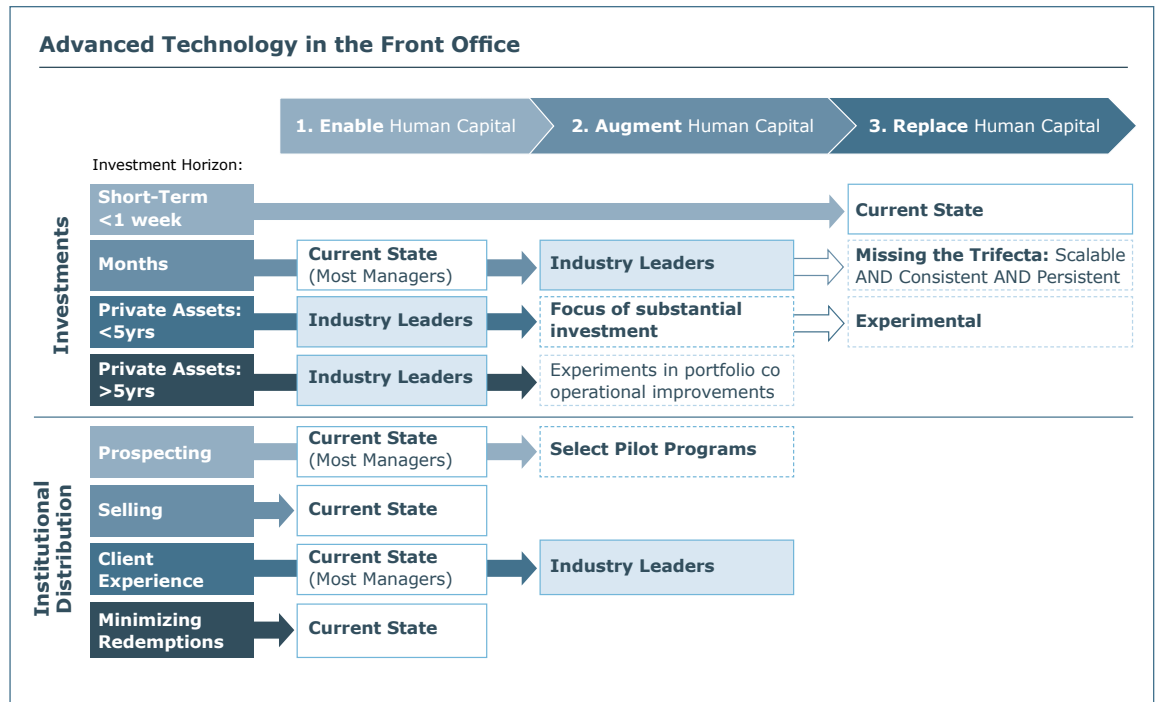 Advanced Technology in the Front Office
1. Enable Human Capital
2. Augment Human Capital
3. Replace Human Capital
Investment Horizon:
Investments
Short-Term
<1 week
Current State
Months
Current State
(Most Managers)
Industry Leaders
Missing the Trifecta: Scalable
AND Consistent AND Persistent
Private Assets:
<5yrs
Industry Leaders
Focus of substantial
investment
Experimental
Private Assets:
>5yrs
Industry Leaders
Experiments in portfolio co
operational improvements
Institutional
Distribution
Prospecting
Current State
(Most Managers)
Select Pilot Programs
Selling
Current State
Client
Experience
Current State
(Most Managers)
Industry Leaders
Minimizing
Redemptions
Current State